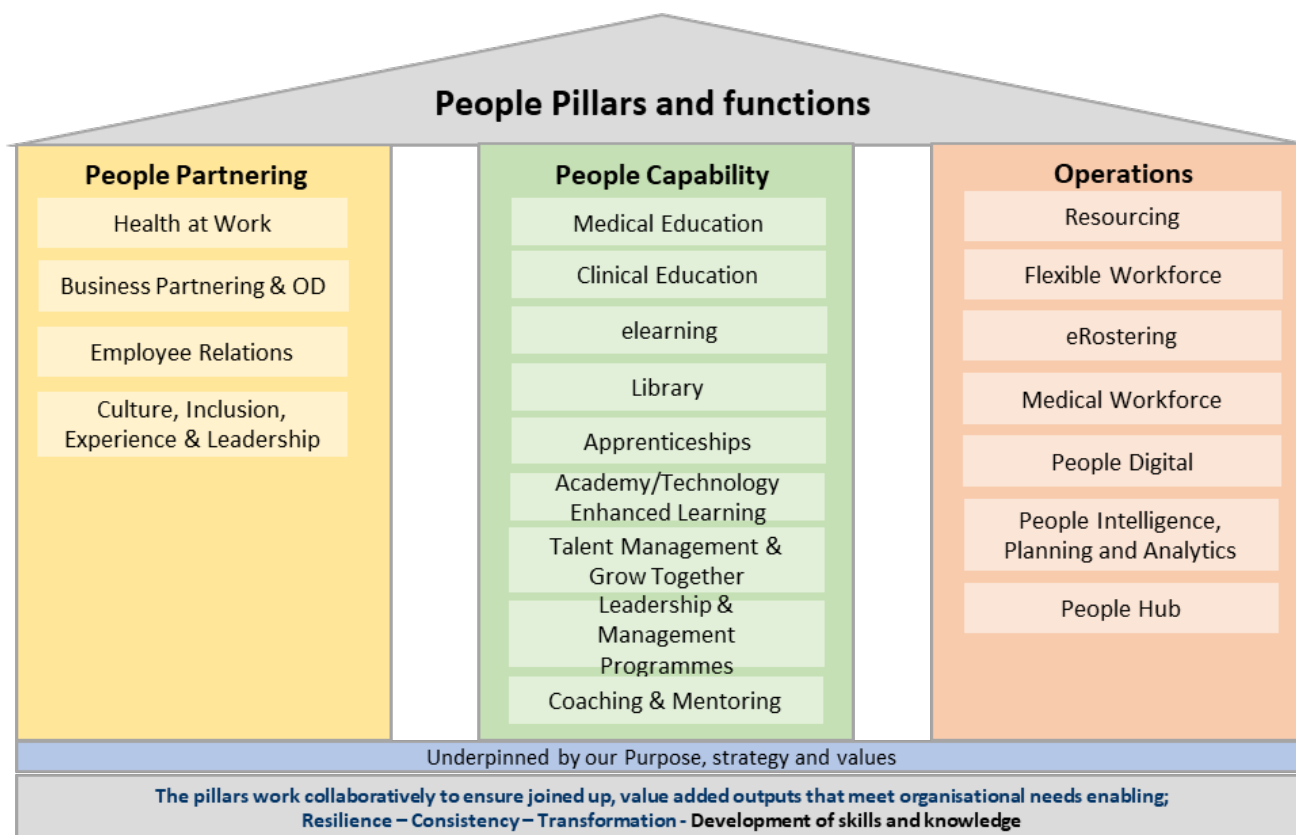 People Pillars and functions
People Partnering
Health at Work
Business Partnering & OD
Employee Relations
Culture, Inclusion,
Experience & Leadership
People Capability
Medical Education
Clinical Education
elearning
Library
Apprenticeships
Academy/Technology
Enhanced Learning
Talent Management &
Grow Together
Leadership &
Management
Programmes
Coaching & Mentoring
Operations
Resourcing
Flexible Workforce
eRostering
Medical Workforce
People Digital
People Intelligence,
Planning and Analytics
People Hub
Underpinned by our Purpose, strategy and values
The pillars work collaboratively to ensure joined up, value added outputs that meet organisational needs enabling;
Resilience – Consistency – Transformation - Development of skills and knowledge